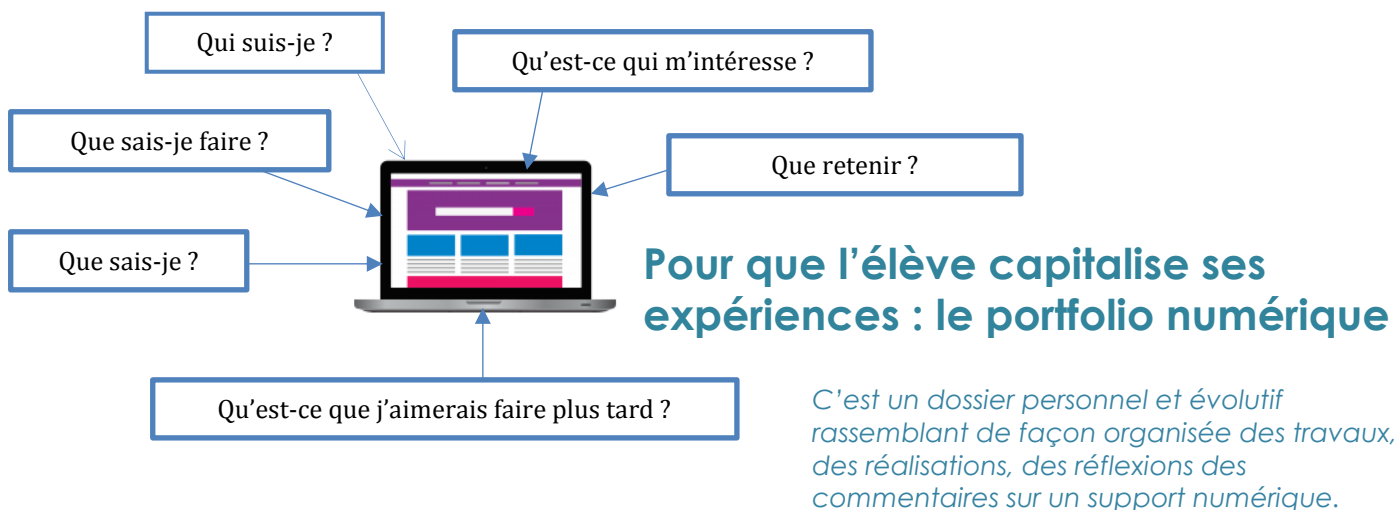 Qui suis-je ?
Qu’est-ce qui m’intéresse ?
Que sais-je faire ?
Que retenir ?
Que sais-je ?
Pour que l’élève capitalise ses
expériences : le portfolio numérique
Qu’est-ce que j’aimerais faire plus tard ?
C’est un dossier personnel et évolutif
rassemblant de façon organisée des travaux,
des réalisations, des réflexions des
commentaires sur un support numérique.